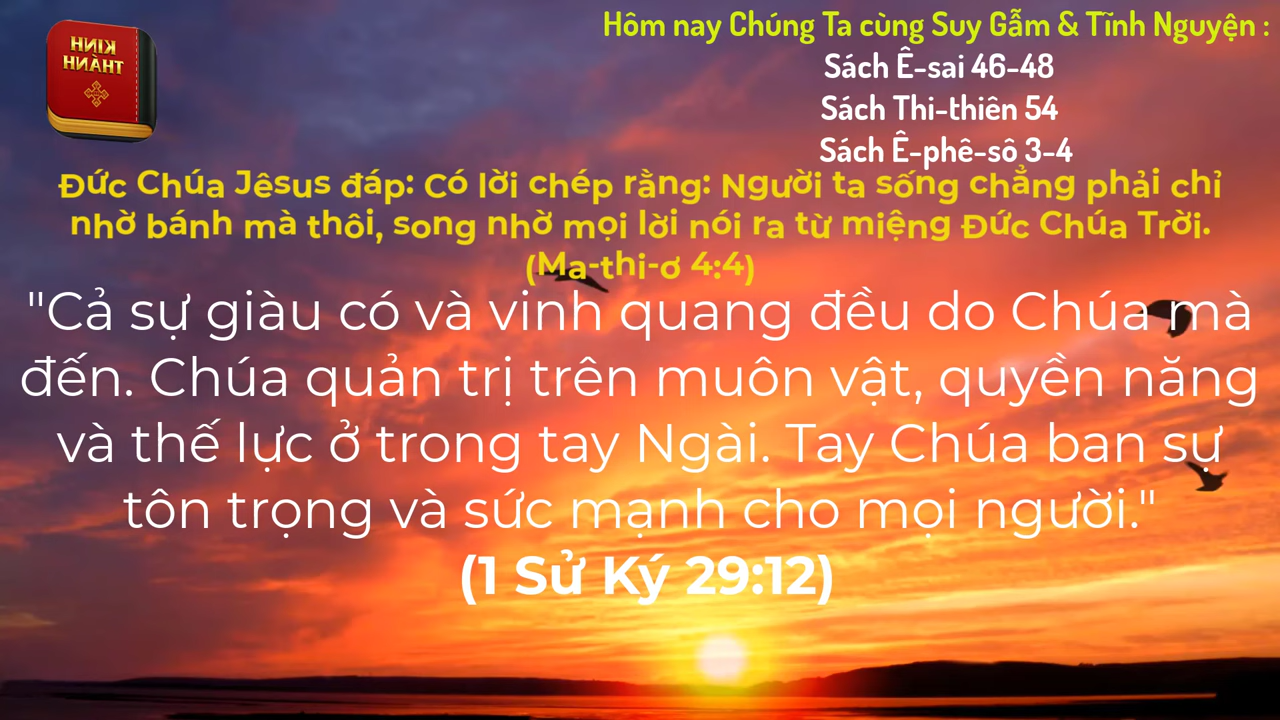 KINH
THÁNH
Hôm nay Chúng Ta cùng Suy Gẫm & Tĩnh Nguyện :
Sách Ê-sai 46-48
Sách Thi-thiên 54
Sách Ê-phê-sô 3-4
Đức Chúa Jêsus đáp: Có lời chép rằng: Người ta sống chẳng phải chỉ
nhờ bánh mà thôi, song nhờ mọi lời nói ra từ miệng Đức Chúa Trời.
(Ma-thi-ơ 4:4)
"Cả sự giàu có và vinh quang đều do Chúa mà
đến. Chúa quản trị trên muôn vật, quyền năng
và thế lực ở trong tay Ngài. Tay Chúa ban sự
tôn trọng và sức mạnh cho mọi người."
(1 Sử Ký 29:12)